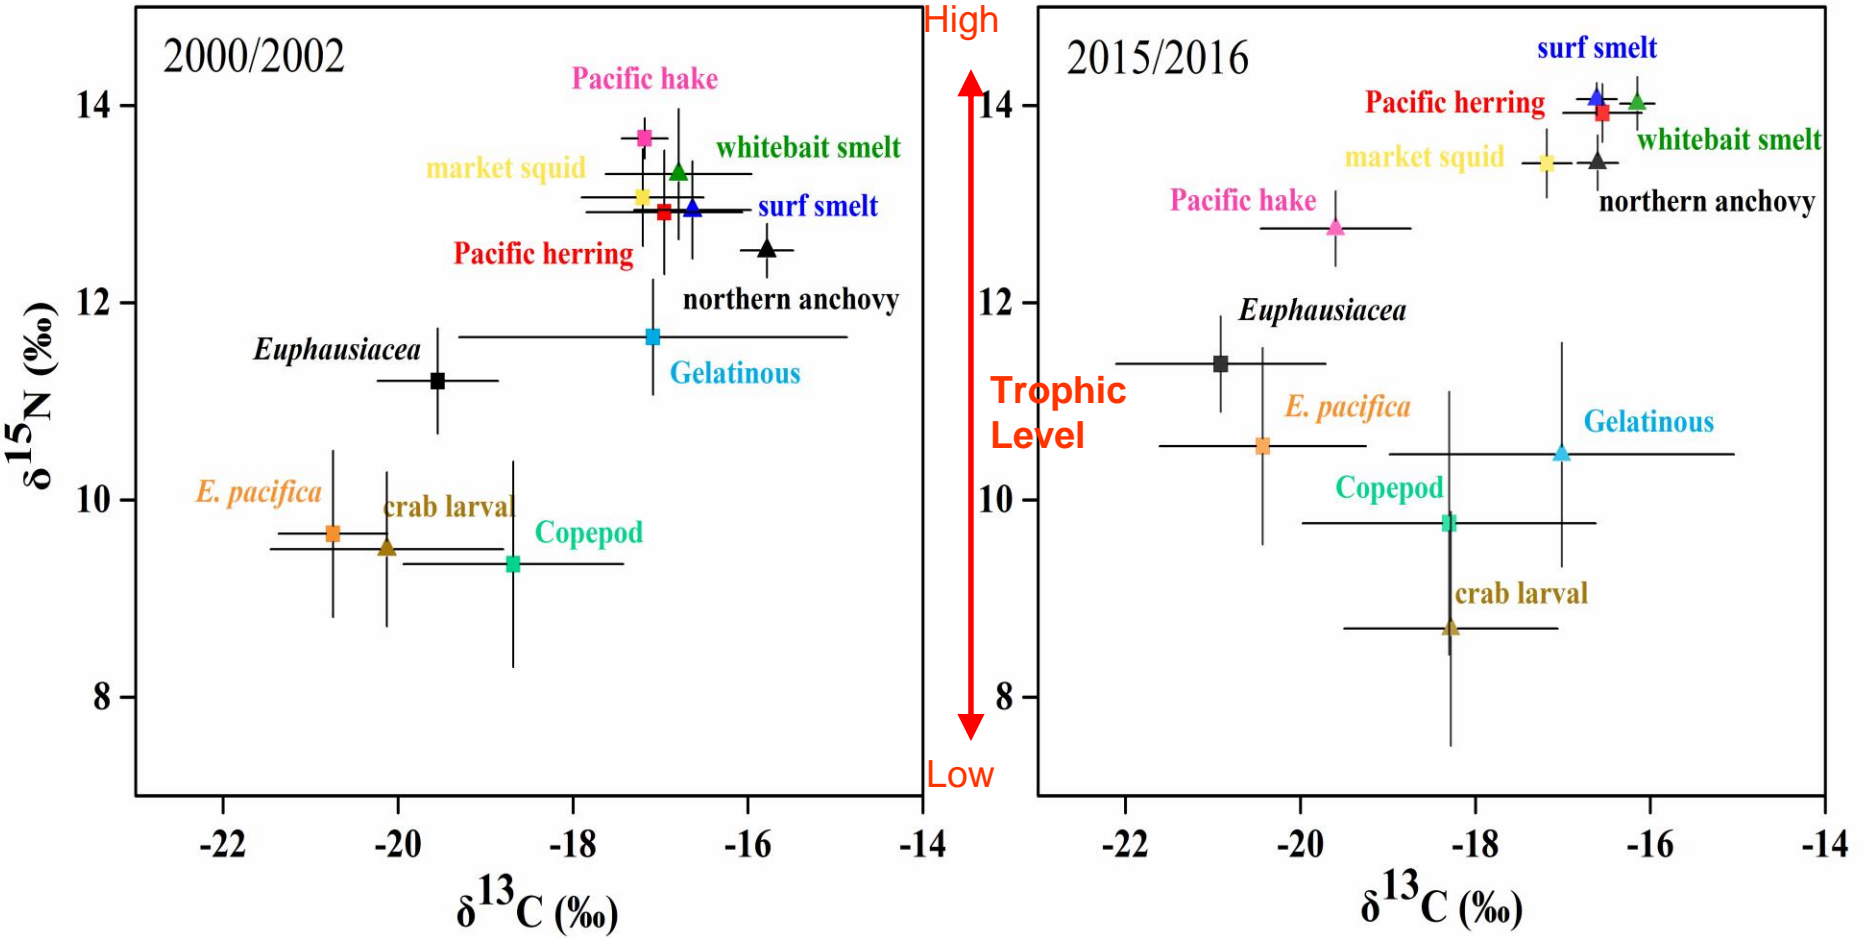 2000/2002
Pacific hake
14
whitebait smelt
market squid
surf smelt
Pacific herring
northern anchovy
12
Euphausiacea
Gelatinous
E. pacifica
crab larval
10
Copepod
8
δ15N (‰)
-22 -20 -18 -16 -14
δ13C (‰)
High
Trophic
Level
Low
2015/2016
surf smelt
14
Pacific herring
whitebait smelt
market squid
Pacific hake
northern anchovy
12
Euphausiacea
E. pacifica
Gelatinous
10
Copepod
crab larval
8
-22 -20 -18 -16 -14
δ13C (‰)